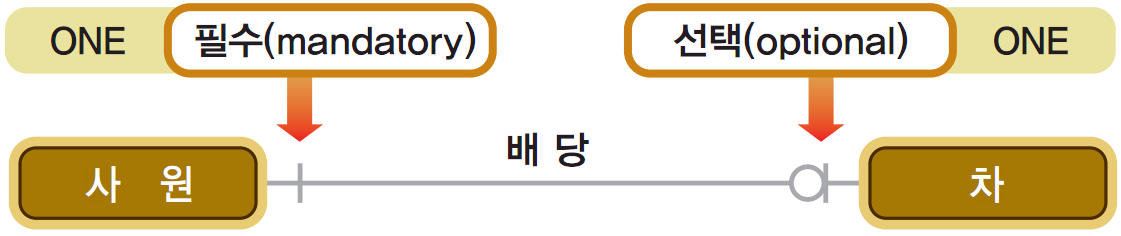 ONE 필수(mandatory) 선택(optional) ONE
배 당
사 원 차